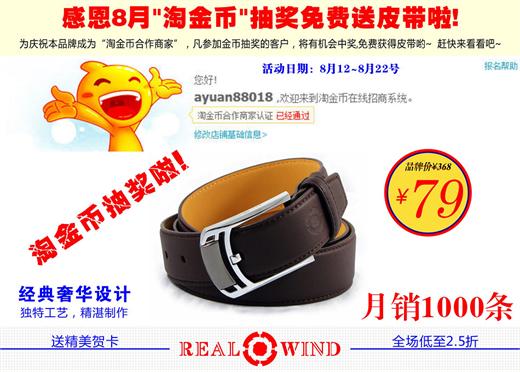 感恩8月"淘金币"抽奖免费送皮带啦!
为庆祝本品牌成为“淘金币合作商家”，凡参加金币抽奖的客户，将有机会中奖,免费获得皮带哟~ 赶快来看看吧~
活动日期：8月12~8月22号
报名帮助
您好!
ayuan88018 ,欢迎来到淘金币在线招商系统。
淘金币合作商家认证 已经通过
修改店铺基础信息>
淘金币抽奖啦!
品牌价¥368
¥79
经典奢华设计
独特工艺，精湛制作
月销1000条
送精美贺卡
REAL WIND
全场低至2.5折